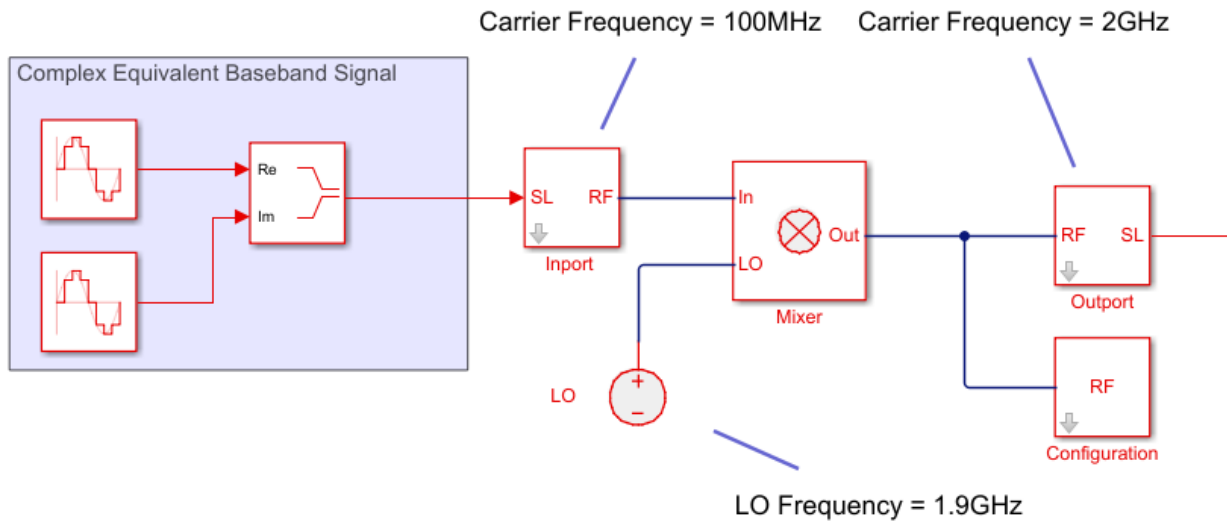 Carrier Frequency = 100MHz
Carrier Frequency = 2GHz
Complex Equivalent Baseband Signal
Re
Im
SL RF
Inport
In
LO
Out
Mixer
RF SL
Outport
LO
+
–
RF
Configuration
LO Frequency = 1.9GHz